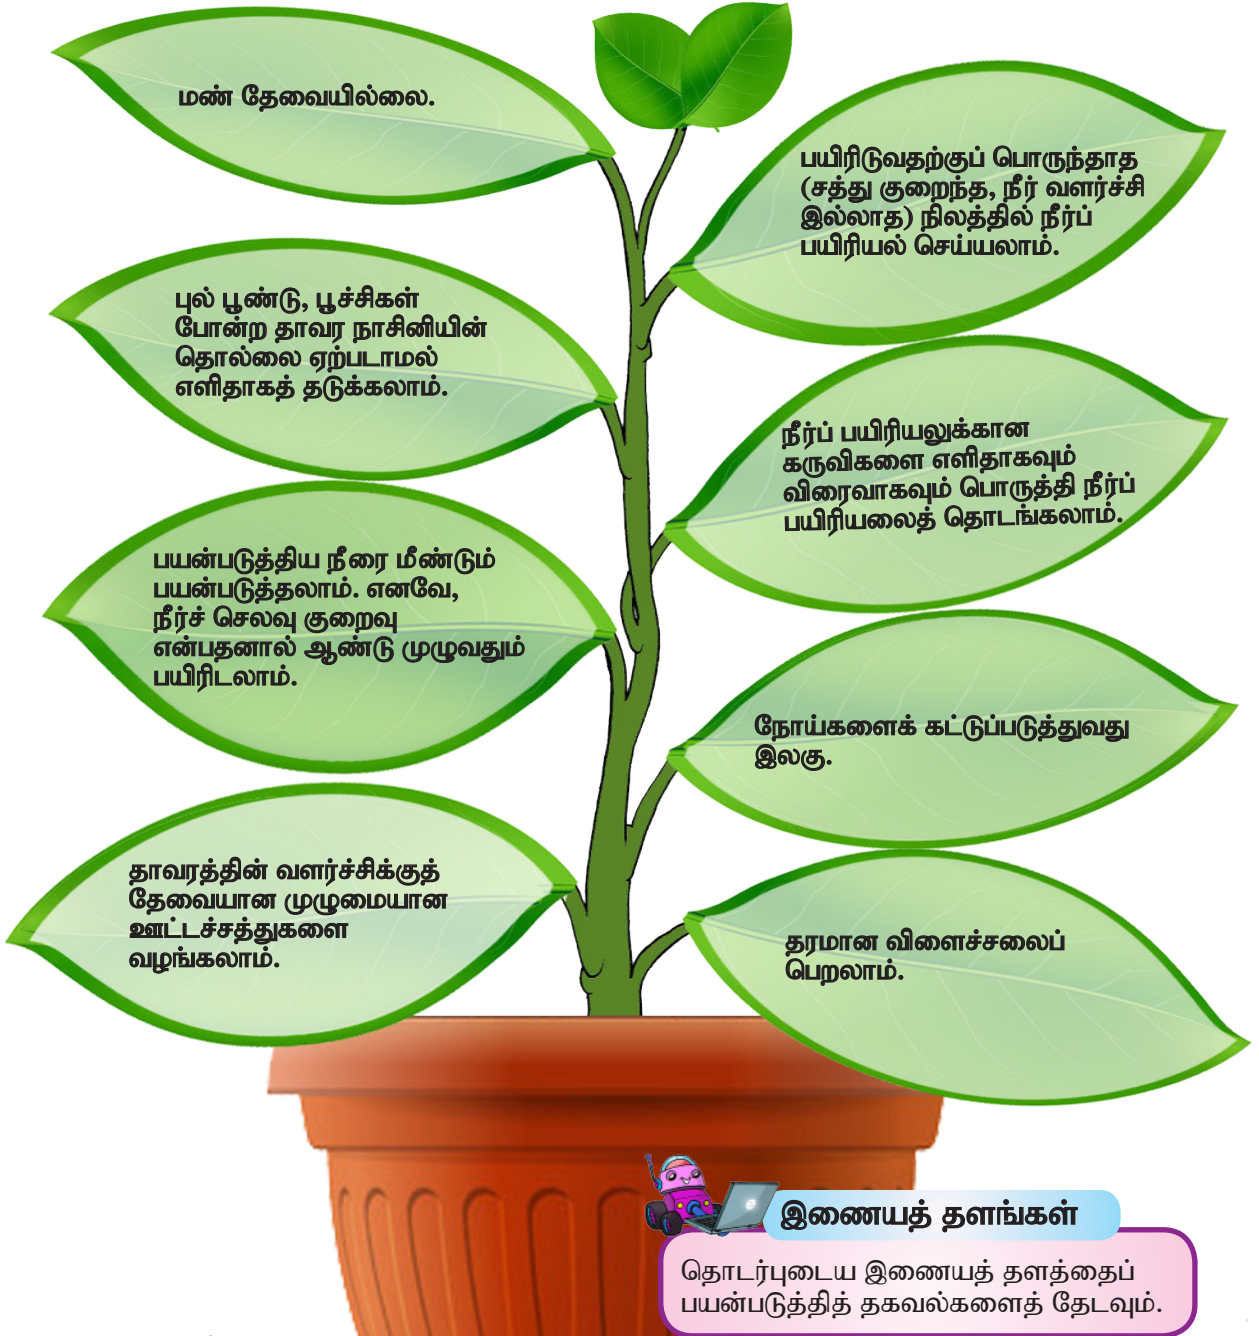 மண் தேவையில்லை.
பயிரிடுவதற்குப் பொருந்தாத
(சத்து குறைந்த, நீர் வளர்ச்சி
இல்லாத) நிலத்தில் நீர்ப்
பயிரியல் செய்யலாம்.
புல் பூண்டு, பூச்சிகள்
போன்ற தாவர நாசினியின்
தொல்லை ஏற்படாமல்
எளிதாகத் தடுக்கலாம்.
நீர்ப் பயிரியலுக்கான
கருவிகளை எளிதாகவும்
விரைவாகவும் பொருத்தி நீர்ப்
பயிரியலைத் தொடங்கலாம்.
பயன்படுத்திய நீரை மீண்டும்
பயன்படுத்தலாம். எனவே,
நீர்ச் செலவு குறைவு
என்பதனால் ஆண்டு முழுவதும்
பயிரிடலாம்.
நோய்களைக் கட்டுப்படுத்துவது
இலகு.
தாவரத்தின் வளர்ச்சிக்குத்
தேவையான முழுமையான
ஊட்டச்சத்துகளை
வழங்கலாம்.
தரமான விளைச்சலைப்
பெறலாம்.
இணையத் தளங்கள்
தொடர்புடைய இணையத் தளத்தைப்
பயன்படுத்தித் தகவல்களைத் தேடவும்.